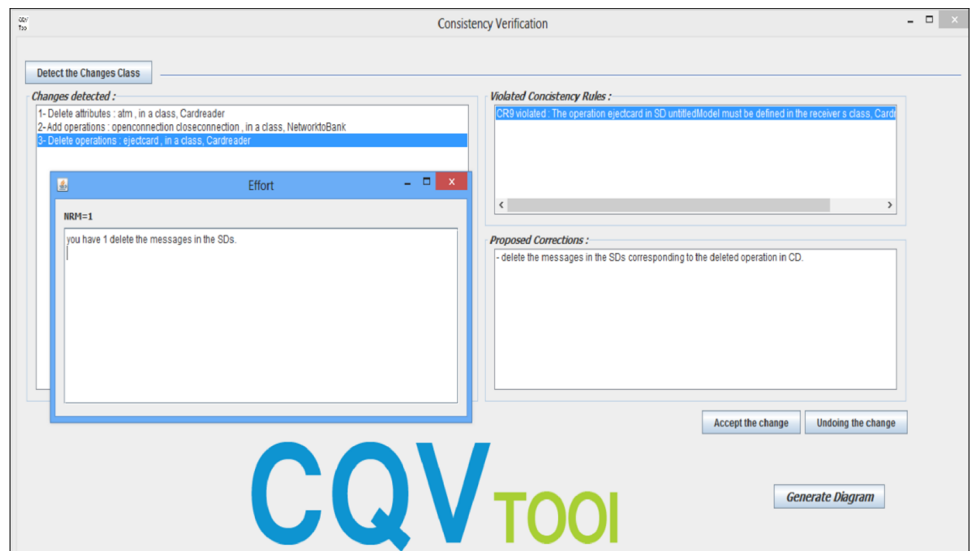 CQV
Too
Consistency Verification
Detect the Changes Class
Changes detected :
1- Delete attributes : atm , in a class, Cardreader
2- Add operations : openconnection closeconnection , in a class, NetworktoBank
3- Delete operations : ejectcard , in a class, Cardreader
Violated Concistency Rules :
CR9 violated : The operation ejectcard in SD untitledModel must be defined in the receiver s class, Card
Effort
NRM=1
you have 1 delete the messages in the SDs.
Proposed Corrections :
- delete the messages in the SDs corresponding to the deleted operation in CD.
Accept the change
Undoing the change
CQV TOOl
Generate Diagram